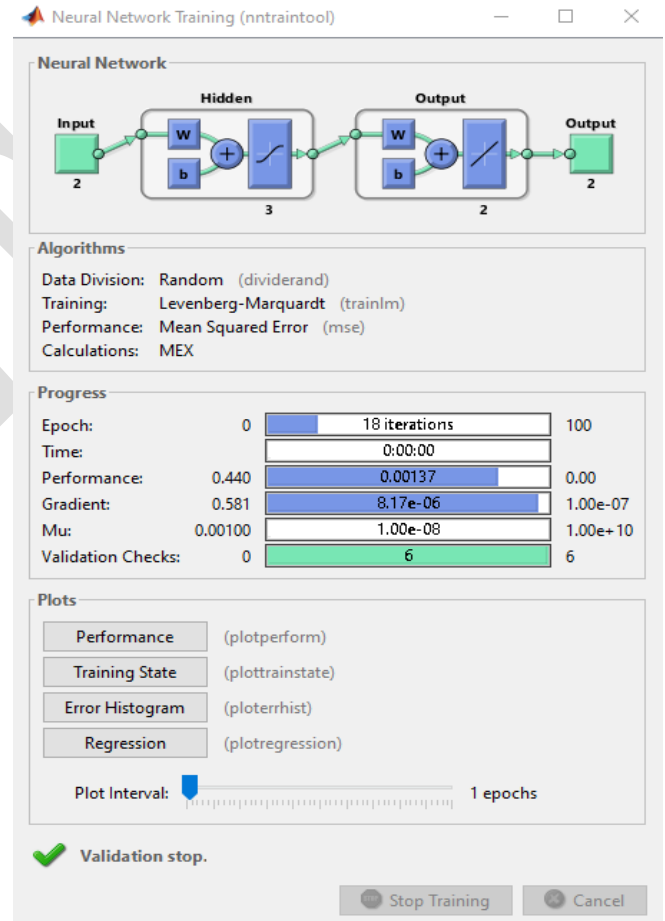 Neural Network Training (nntraintool)
Neural Network
Hidden Output
Input Output
W W
b b
2 3 2 2
Algorithms
Data Division: Random (dividerand)
Training: Levenberg-Marquardt (trainlm)
Performance: Mean Squared Error (mse)
Calculations: MEX
Progress
Epoch: 0 18 iterations 100
Time: 0:00:00
Performance: 0.440 0.00137 0.00
Gradient: 0.581 8.17e-06 1.00e-07
Mu: 0.00100 1.00e-08 1.00e+10
Validation Checks: 0 6 6
Plots
Performance (plotperform)
Training State (plottrainstate)
Error Histogram (ploterrhist)
Regression (plotregression)
Plot Interval: 1 epochs
Validation stop.
Stop Training Cancel